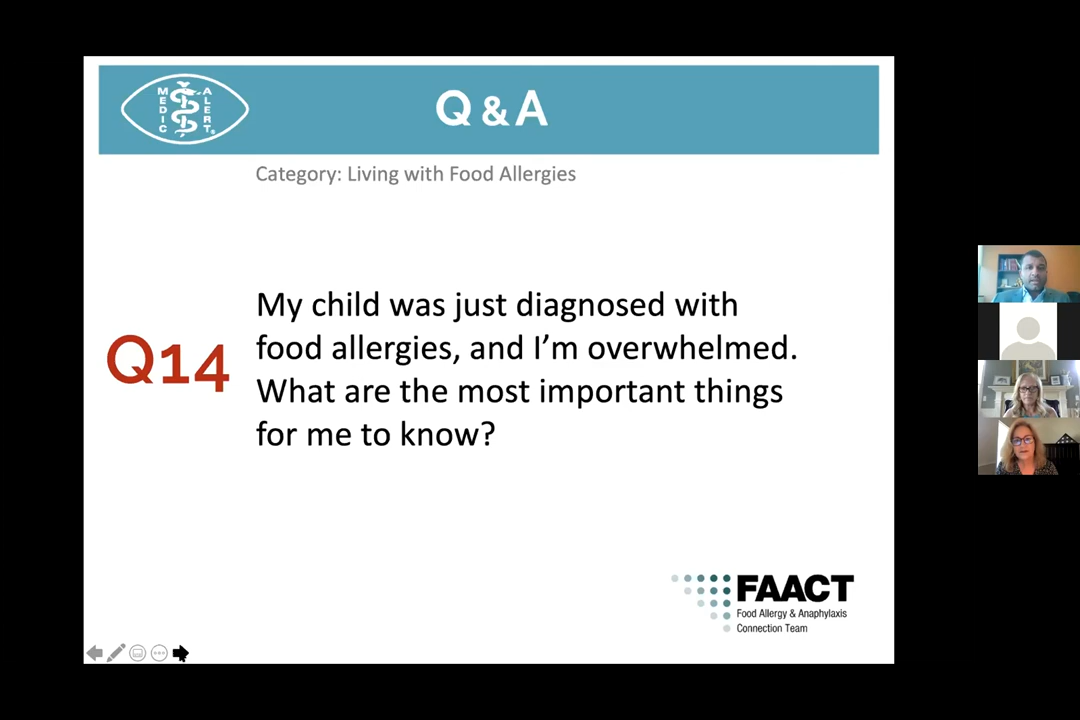 MEDIC ALERT®
Q & A
Category: Living with Food Allergies
Q14
My child was just diagnosed with
food allergies, and I’m overwhelmed.
What are the most important things
for me to know?
FAACT
Food Allergy & Anaphylaxis
Connection Team